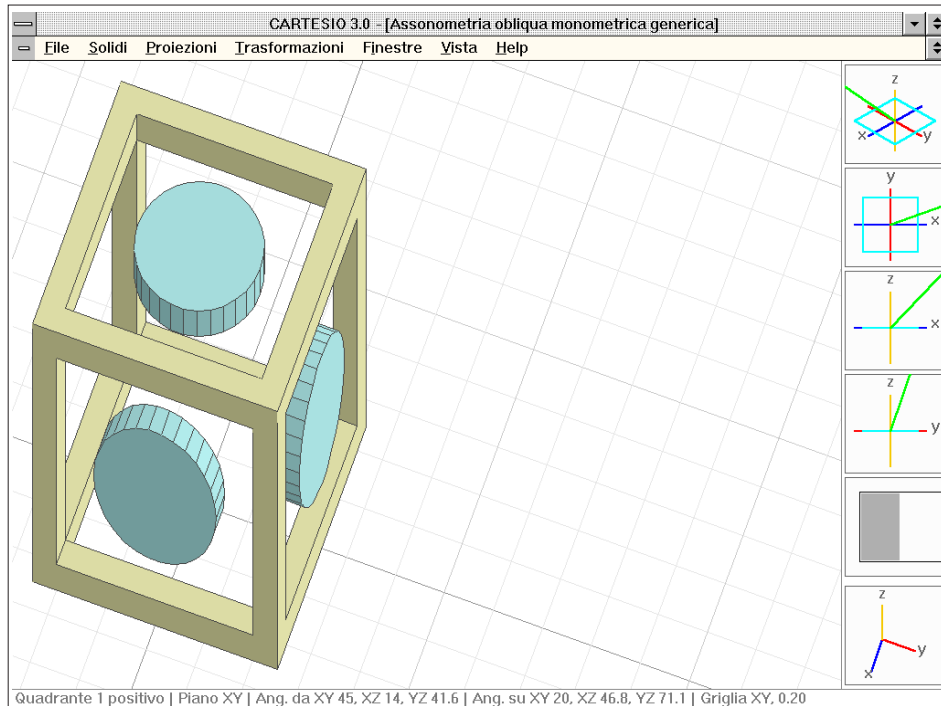 CARTESIO 3.0 - [Assonometria obliqua monometrica generica]
File Solidi Proiezioni Trasformazioni Finestre Vista Help
z
x y
y
x
z
x
z
y
z
y
x
Quadrante 1 positivo | Piano XY | Ang. da XY 45, XZ 14, YZ 41.6 | Ang. su XY 20, XZ 46.8, YZ 71.1 | Griglia XY, 0.20